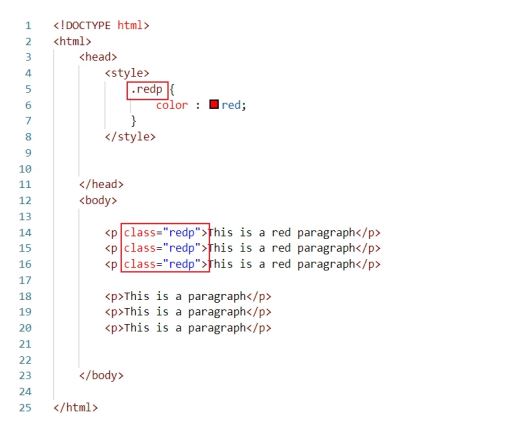 1 <!DOCTYPE html>
2 <html>
3 <head>
4 <style>
5 .redp {
6 color : red;
7 }
8 </style>
9
10
11 </head>
12 <body>
13
14 <p class="redp">This is a red paragraph</p>
15 <p class="redp">This is a red paragraph</p>
16 <p class="redp">This is a red paragraph</p>
17
18 <p>This is a paragraph</p>
19 <p>This is a paragraph</p>
20 <p>This is a paragraph</p>
21
22
23 </body>
24
25 </html>